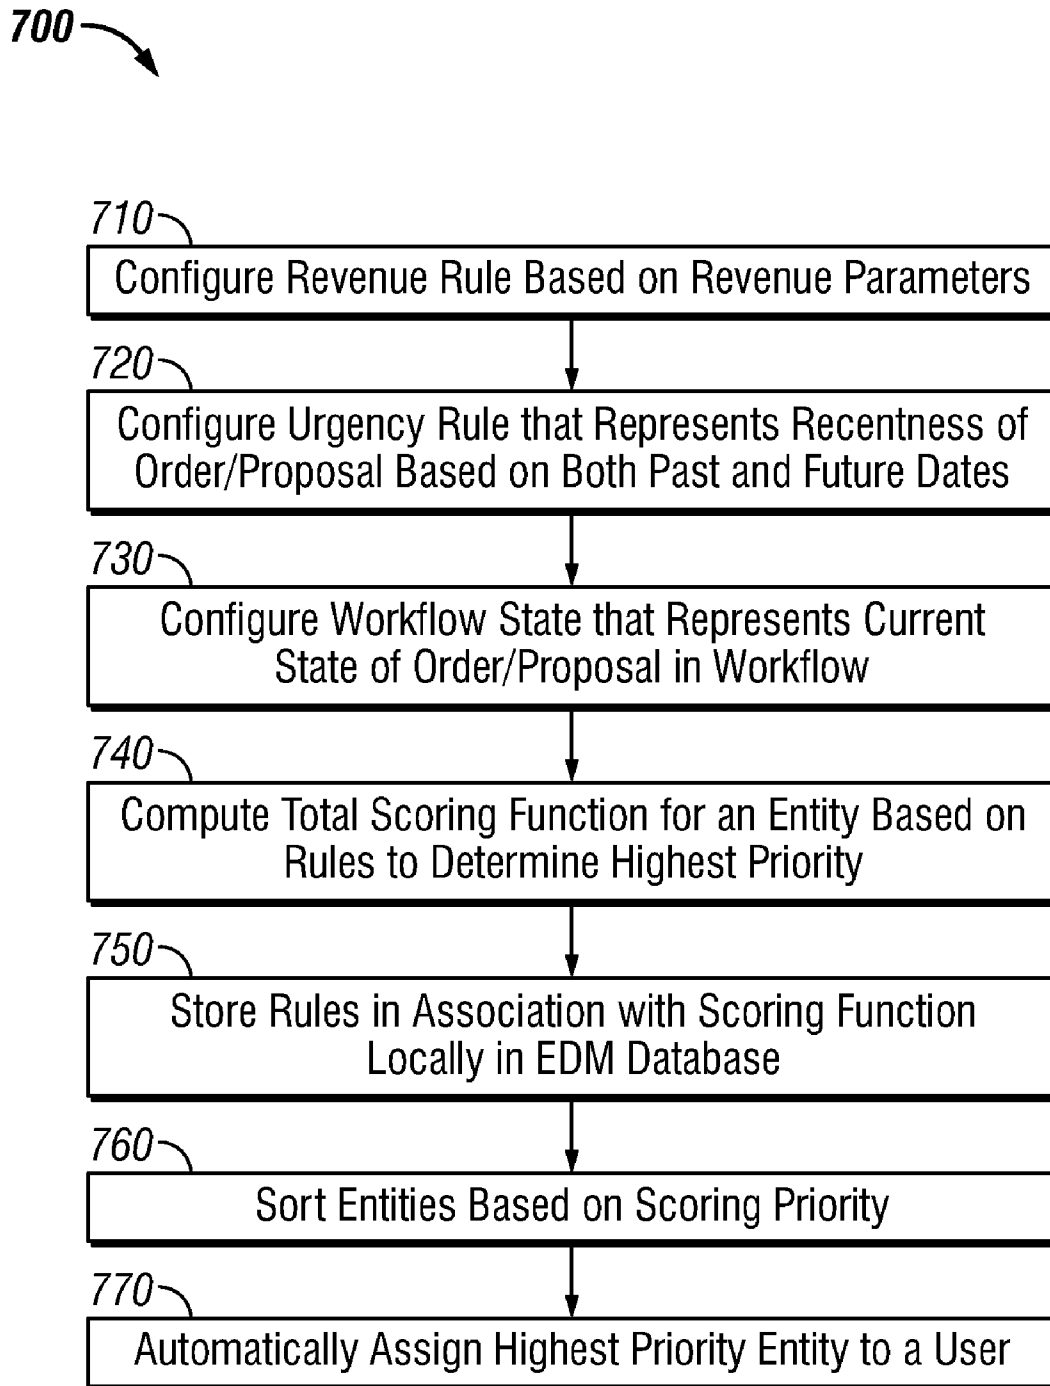 700
710
Configure Revenue Rule Based on Revenue Parameters
720
Configure Urgency Rule that Represents Recentness of
Order/Proposal Based on Both Past and Future Dates
730
Configure Workflow State that Represents Current
State of Order/Proposal in Workflow
740
Compute Total Scoring Function for an Entity Based on
Rules to Determine Highest Priority
750
Store Rules in Association with Scoring Function
Locally in EDM Database
760
Sort Entities Based on Scoring Priority
770
Automatically Assign Highest Priority Entity to a User